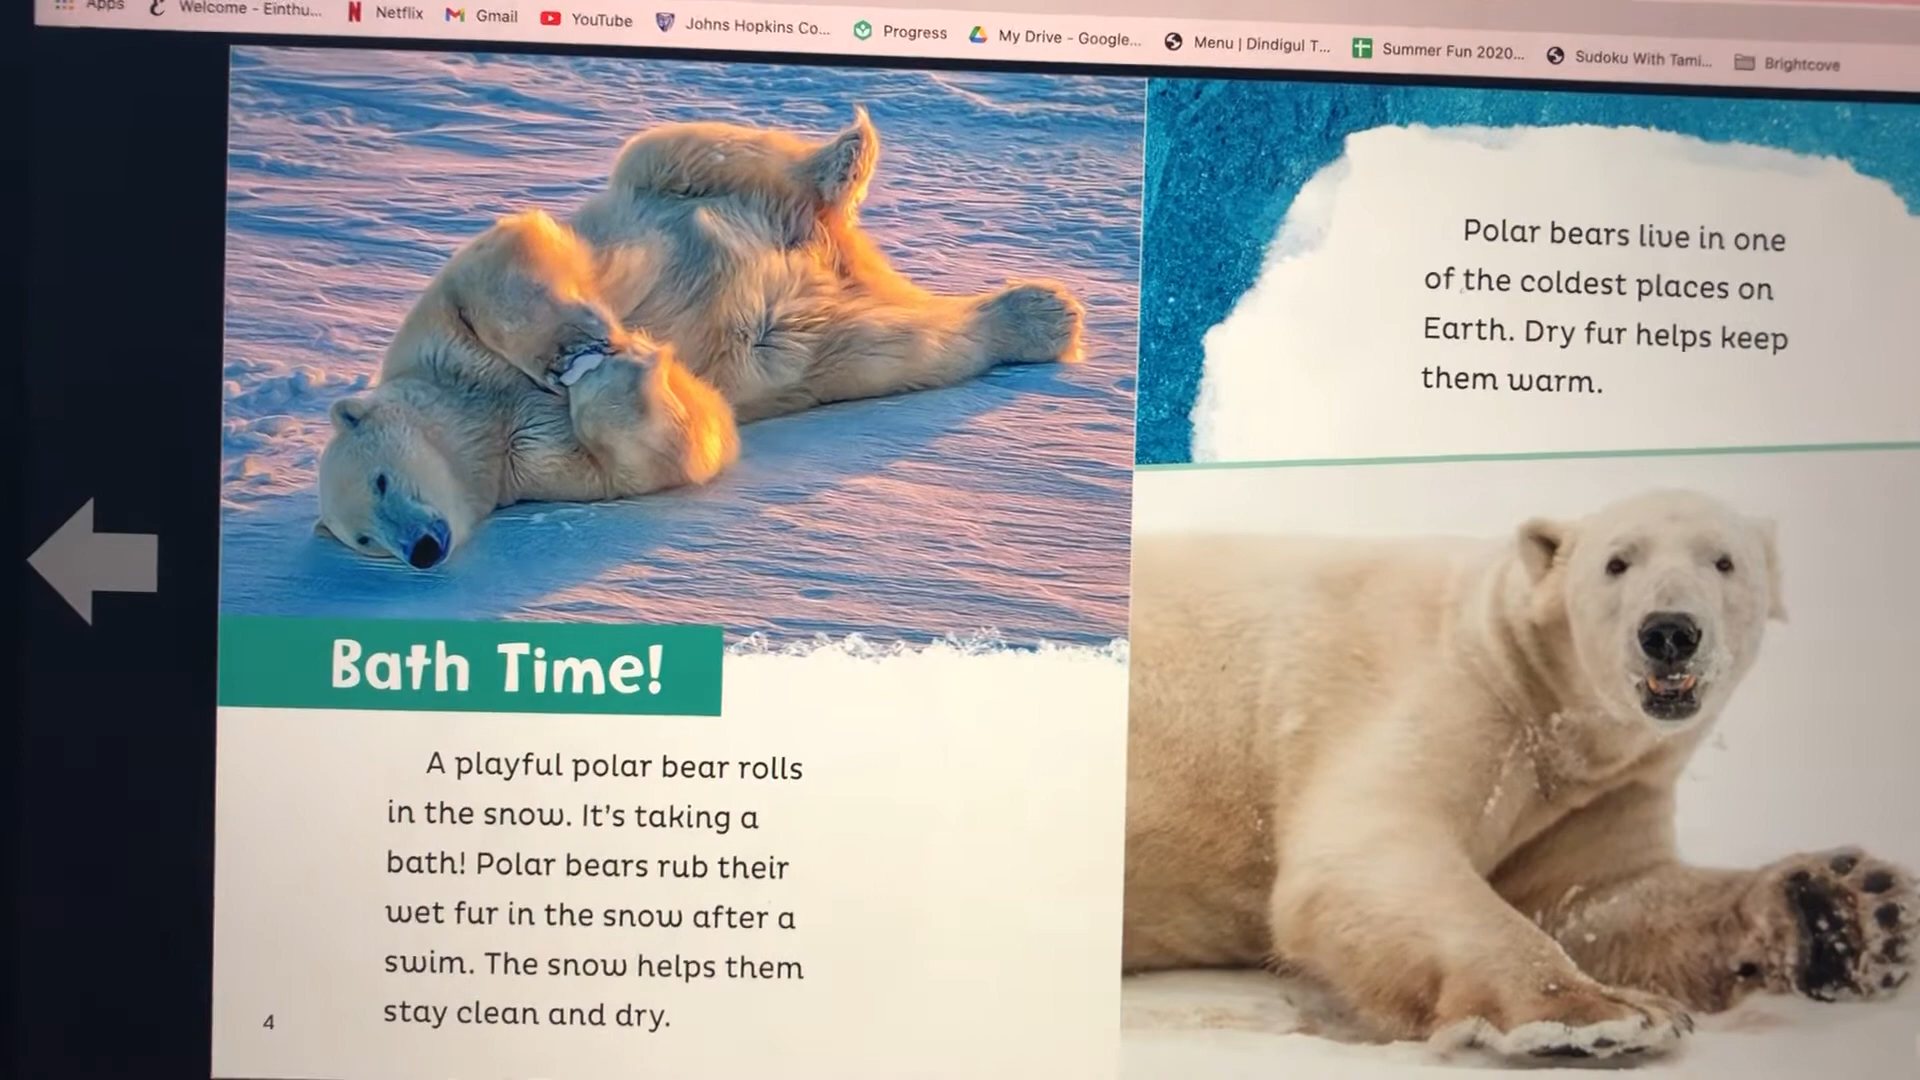 Apps
Welcome - Einthu...
Netflix
Gmail
YouTube
Johns Hopkins Co...
Progress
My Drive - Google...
Menu | Dindigul T...
Summer Fun 2020...
Sudoku With Tami...
Brightcove
Bath Time!
A playful polar bear rolls
in the snow. It's taking a
bath! Polar bears rub their
wet fur in the snow after a
swim. The snow helps them
stay clean and dry.
4
Polar bears live in one
of the coldest places on
Earth. Dry fur helps keep
them warm.